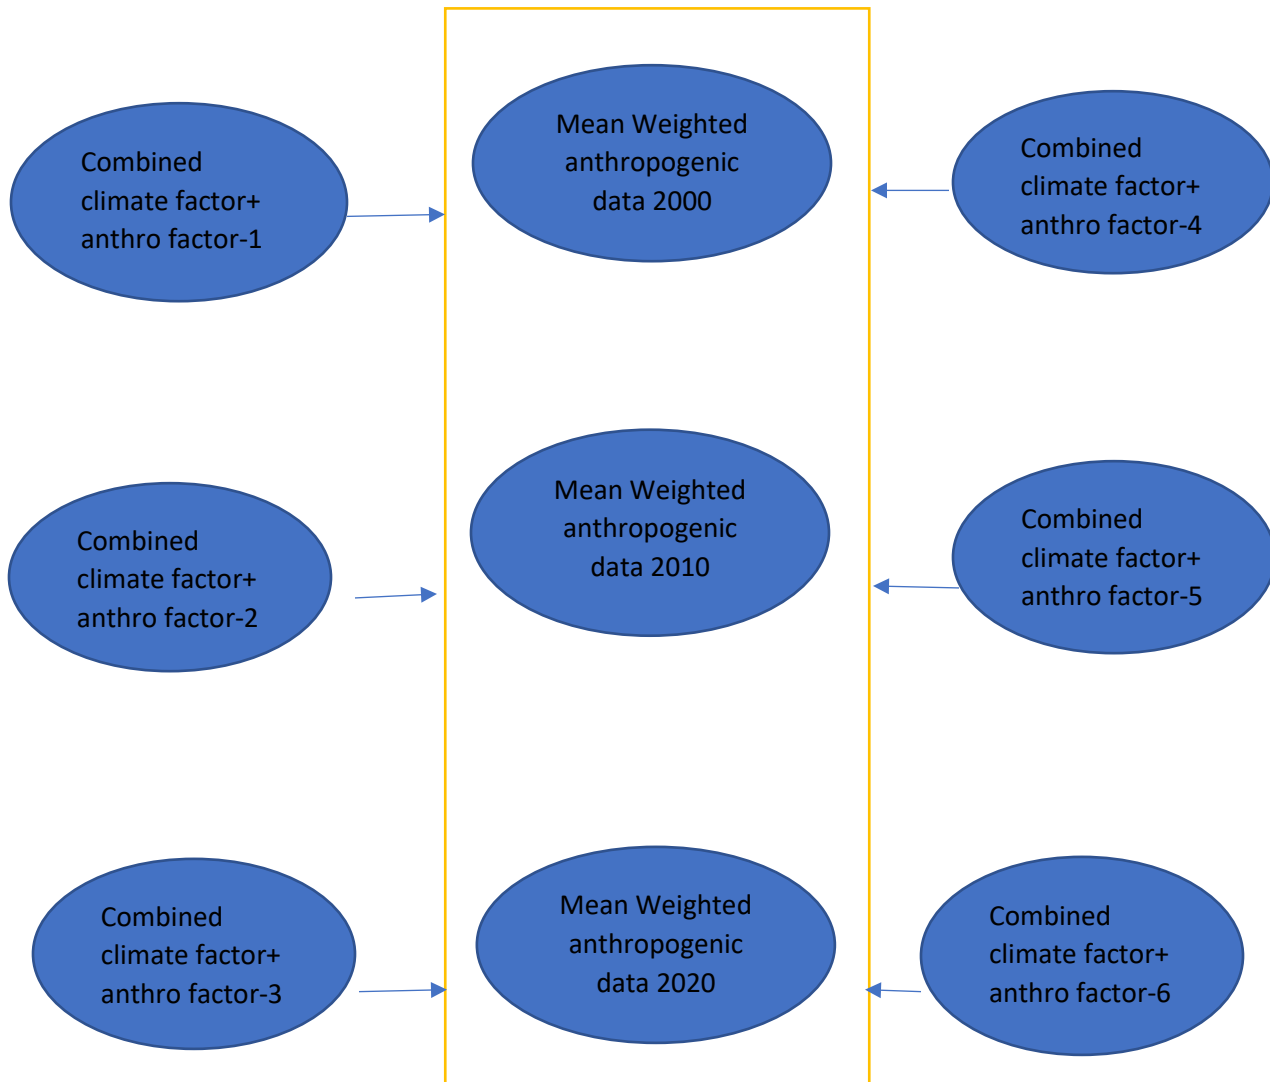 Combined
climate factor+
anthro factor-1
Mean Weighted
anthropogenic
data 2000
Combined
climate factor+
anthro factor-4
Combined
climate factor+
anthro factor-2
Mean Weighted
anthropogenic
data 2010
Combined
climate factor+
anthro factor-5
Combined
climate factor+
anthro factor-3
Mean Weighted
anthropogenic
data 2020
Combined
climate factor+
anthro factor-6